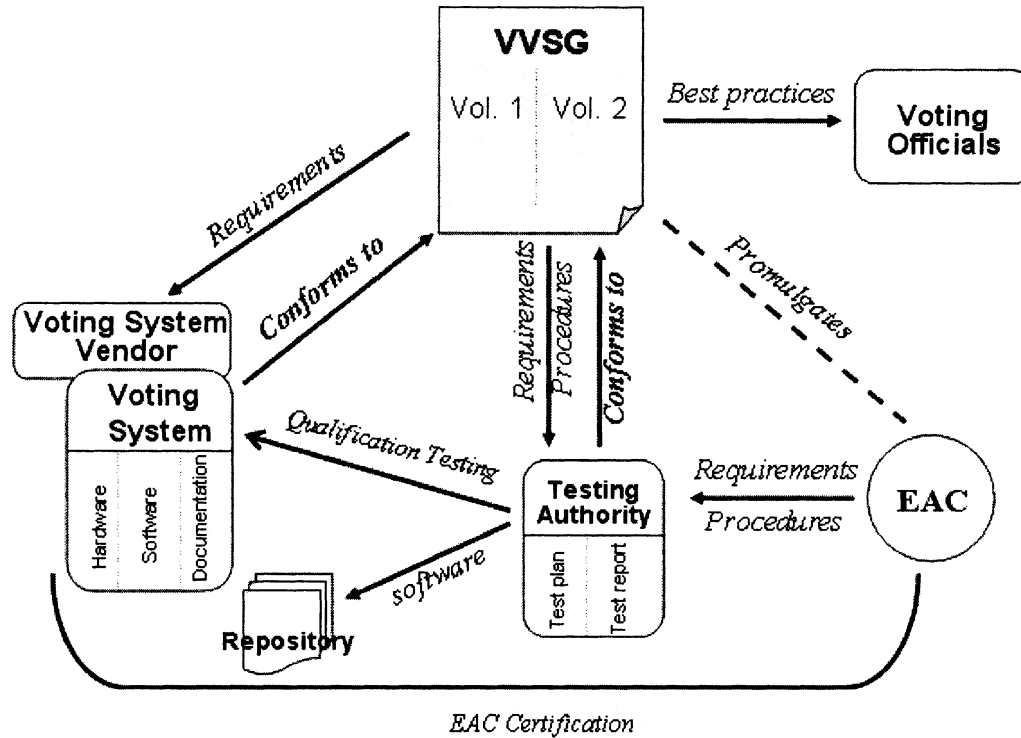 VVSG
Vol. 1
Vol. 2
Best practices
Voting
Officials
Requirements
Conforms to
Requirements
Procedures
Conforms to
Promulgates
Voting System
Vendor
Voting
System
Hardware
Software
Documentation
Qualification Testing
Testing
Authority
Test plan
Test report
Requirements
Procedures
EAC
software
Repository
EAC Certification